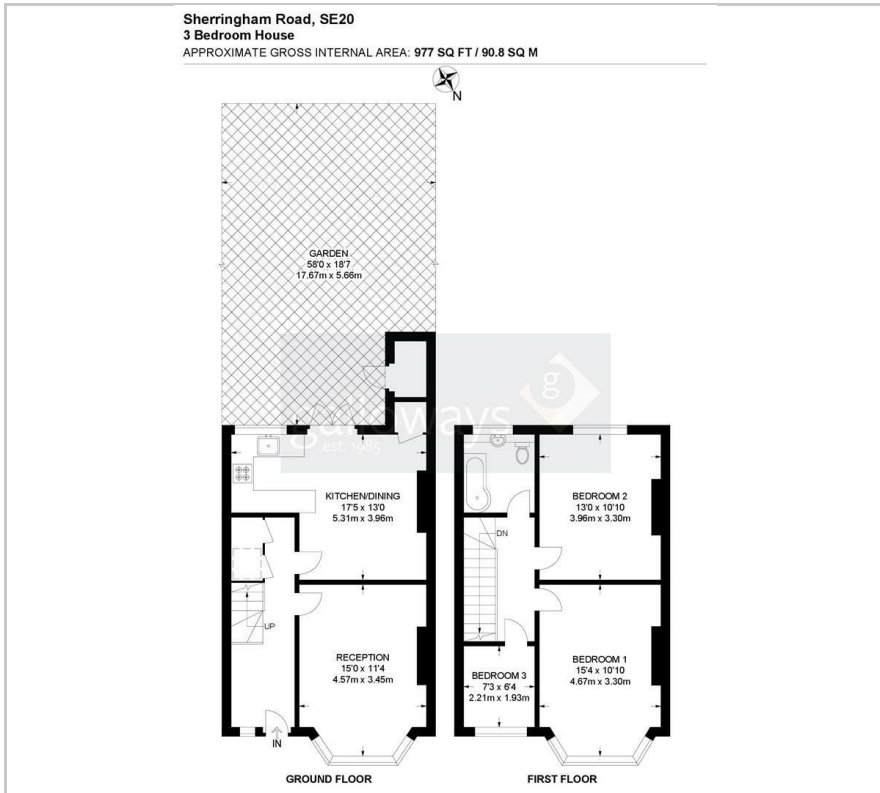 Sherringham Road, SE20
3 Bedroom House
APPROXIMATE GROSS INTERNAL AREA: 977 SQ FT / 90.8 SQ M
N
GARDEN
58'0 x 18'7
17.67m x 5.66m
galloways
est. 1985
g
KITCHEN/DINING
17'5 x 13'0
5.31m x 3.96m
UP
RECEPTION
15'0 x 11'4
4.57m x 3.45m
IN
GROUND FLOOR
BEDROOM 2
13'0 x 10'10
3.96m x 3.30m
DN
BEDROOM 3
7'3 x 6'4
2.21m x 1.93m
BEDROOM 1
15'4 x 10'10
4.67m x 3.30m
FIRST FLOOR